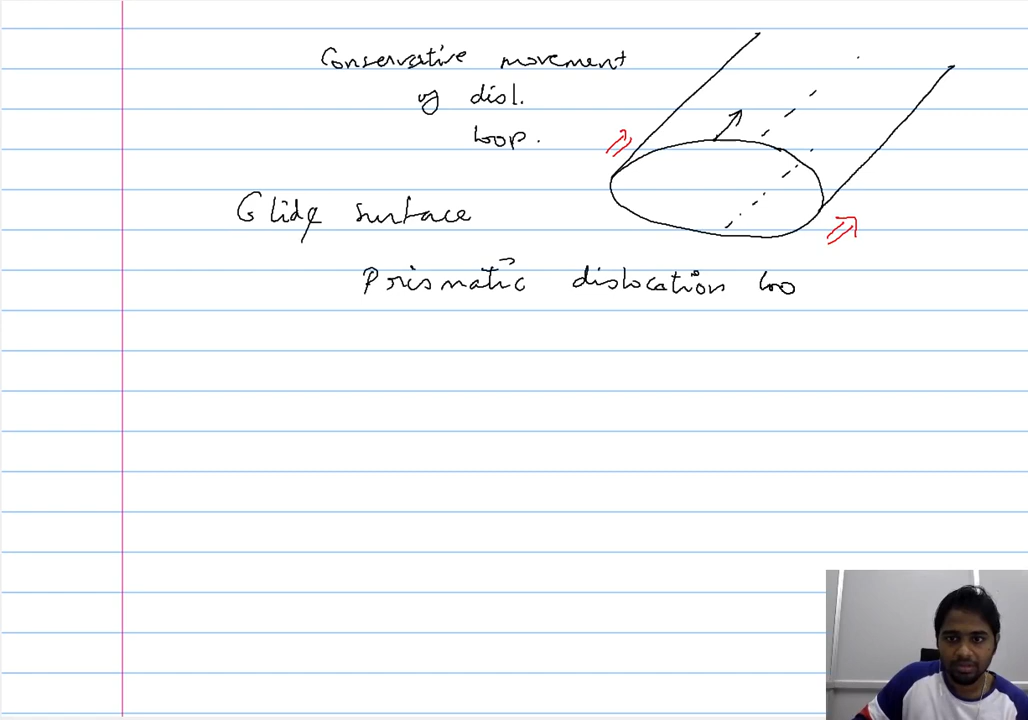 Conservative movement
of disl.
loop.
Glide surface
Prismatic dislocation loo